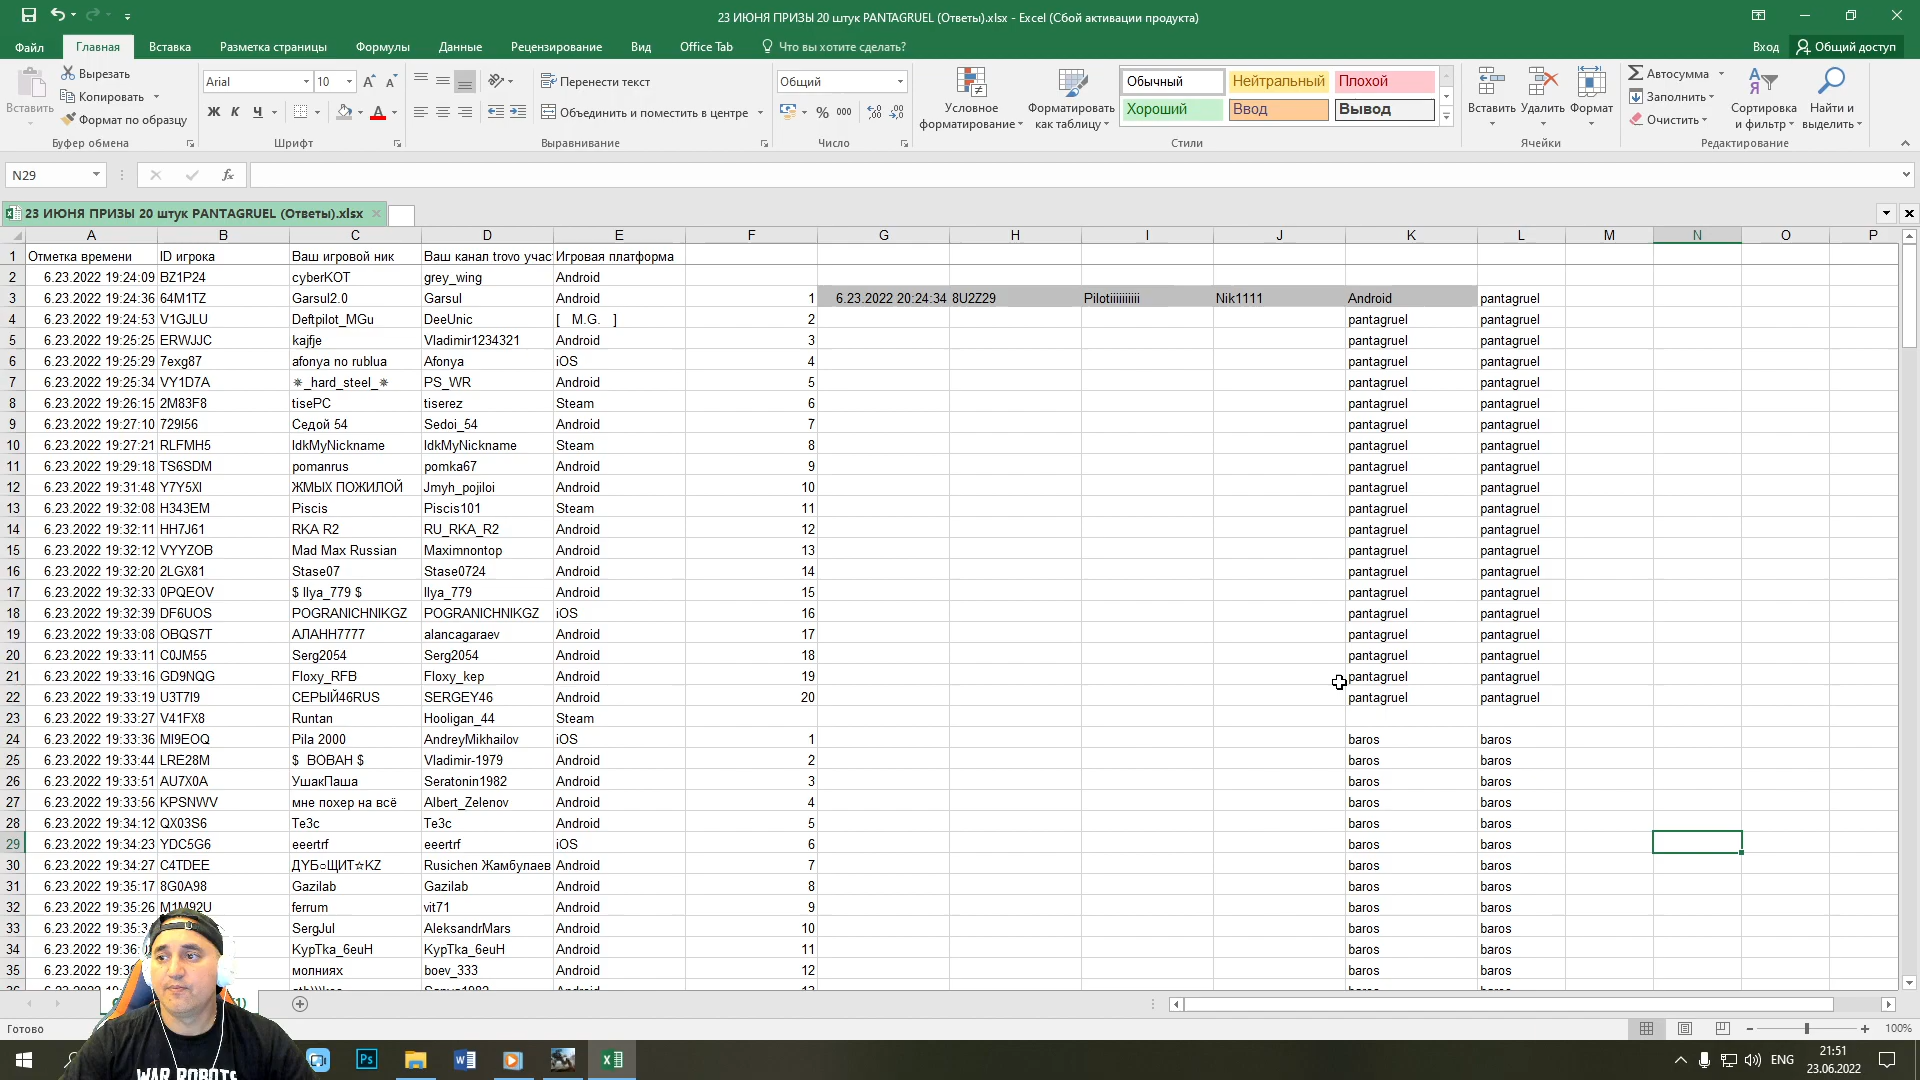 23 ИЮНЯ ПРИЗЫ 20 штук PANTAGRUEL (Ответы).xlsx - Excel (Сбой активации продукта)
Файл Главная Вставка Разметка страницы Формулы Данные Рецензирование Вид Office Tab Что вы хотите сделать? Вход Общий доступ
Вставить Вырезать Копировать Формат по образцу Буфер обмена
Arial 10 Ж К Ч Шрифт
Перенести текст Объединить и поместить в центре Выравнивание
Общий % 000 Число
Условное форматирование Форматировать как таблицу Обычный Нейтральный Плохой Хороший Ввод Вывод Стили
Вставить Удалить Формат Ячейки
Автосумма Заполнить Очистить Сортировка и фильтр Найти и выделить Редактирование
N29 fx
23 ИЮНЯ ПРИЗЫ 20 штук PANTAGRUEL (Ответы).xlsx
A B C D E F G H I J K L M N O P
1 Отметка времени ID игрока Ваш игровой ник Ваш канал trovo учас Игровая платформа
2 6.23.2022 19:24:09 BZ1P24 cyberKOT grey_wing Android
3 6.23.2022 19:24:36 64M1TZ Garsul2.0 Garsul Android 1 6.23.2022 20:24:34 8U2Z29 Pilotiiiiiiiiii Nik1111 Android pantagruel
4 6.23.2022 19:24:53 V1GJLU Deftpilot_MGu DeeUnic [ M.G. ] 2 pantagruel pantagruel
5 6.23.2022 19:25:25 ERWJJC kajfje Vladimir1234321 Android 3 pantagruel pantagruel
6 6.23.2022 19:25:29 7exg87 afonya no rublua Afonya iOS 4 pantagruel pantagruel
7 6.23.2022 19:25:34 VY1D7A ✵_hard_steel_✵ PS_WR Android 5 pantagruel pantagruel
8 6.23.2022 19:26:15 2M83F8 tisePC tiserez Steam 6 pantagruel pantagruel
9 6.23.2022 19:27:10 729I56 Седой 54 Sedoi_54 Android 7 pantagruel pantagruel
10 6.23.2022 19:27:21 RLFMH5 IdkMyNickname IdkMyNickname Steam 8 pantagruel pantagruel
11 6.23.2022 19:29:18 TS6SDM pomanrus pomka67 Android 9 pantagruel pantagruel
12 6.23.2022 19:31:48 Y7Y5XI ЖМЫХ ПОЖИЛОЙ Jmyh_pojiloi Android 10 pantagruel pantagruel
13 6.23.2022 19:32:08 H343EM Piscis Piscis101 Steam 11 pantagruel pantagruel
14 6.23.2022 19:32:11 HH7J61 RKA R2 RU_RKA_R2 Android 12 pantagruel pantagruel
15 6.23.2022 19:32:12 VYYZOB Mad Max Russian Maximnontop Android 13 pantagruel pantagruel
16 6.23.2022 19:32:20 2LGX81 Stase07 Stase0724 Android 14 pantagruel pantagruel
17 6.23.2022 19:32:33 0PQEOV $ Ilya_779 $ Ilya_779 Android 15 pantagruel pantagruel
18 6.23.2022 19:32:39 DF6UOS POGRANICHNIKGZ POGRANICHNIKGZ iOS 16 pantagruel pantagruel
19 6.23.2022 19:33:08 OBQS7T АЛАНН7777 alancagaraev Android 17 pantagruel pantagruel
20 6.23.2022 19:33:11 C0JM55 Serg2054 Serg2054 Android 18 pantagruel pantagruel
21 6.23.2022 19:33:16 GD9NQG Floxy_RFB Floxy_kep Android 19 pantagruel pantagruel
22 6.23.2022 19:33:19 U3T7I9 СЕРЫЙ46RUS SERGEY46 Android 20 pantagruel pantagruel
23 6.23.2022 19:33:27 V41FX8 Runtan Hooligan_44 Steam
24 6.23.2022 19:33:36 MI9EOQ Pila 2000 AndreyMikhailov iOS 1 baros baros
25 6.23.2022 19:33:44 LRE28M $ BOBAH $ Vladimir-1979 Android 2 baros baros
26 6.23.2022 19:33:51 AU7X0A УшакПаша Seratonin1982 Android 3 baros baros
27 6.23.2022 19:33:56 KPSNWV мне похер на всё Albert_Zelenov Android 4 baros baros
28 6.23.2022 19:34:12 QX03S6 Te3c Te3c Android 5 baros baros
29 6.23.2022 19:34:23 YDC5G6 eeertrf eeertrf iOS 6 baros baros
30 6.23.2022 19:34:27 C4TDEE ДҮБ○ЩИТ☆KZ Rusichen Жамбулаев Android 7 baros baros
31 6.23.2022 19:35:17 8G0A98 Gazilab Gazilab Android 8 baros baros
32 6.23.2022 19:35:26 M1M92U ferrum vit71 Android 9 baros baros
33 6.23.2022 19:35:3 SergJul AleksandrMars Android 10 baros baros
34 6.23.2022 19:36: KypTka_6euH KypTka_6euH Android 11 baros baros
35 6.23.2022 19: молниях boev_333 Android 12 baros baros
Готово 100%
WAR ROBOTS
Ps ENG 21:51
23.06.2022